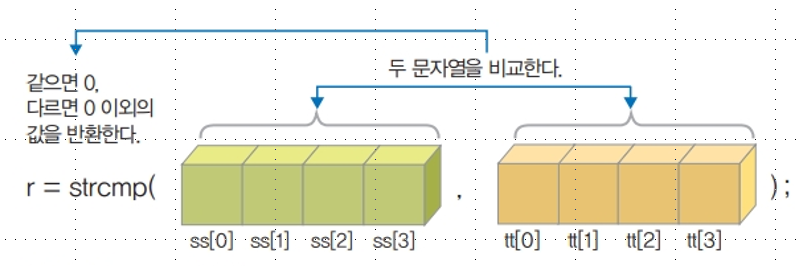 두 문자열을 비교한다.
같으면 0,
다르면 0 이외의
값을 반환한다.
r = strcmp( , ) ;
ss[0] ss[1] ss[2] ss[3] tt[0] tt[1] tt[2] tt[3]